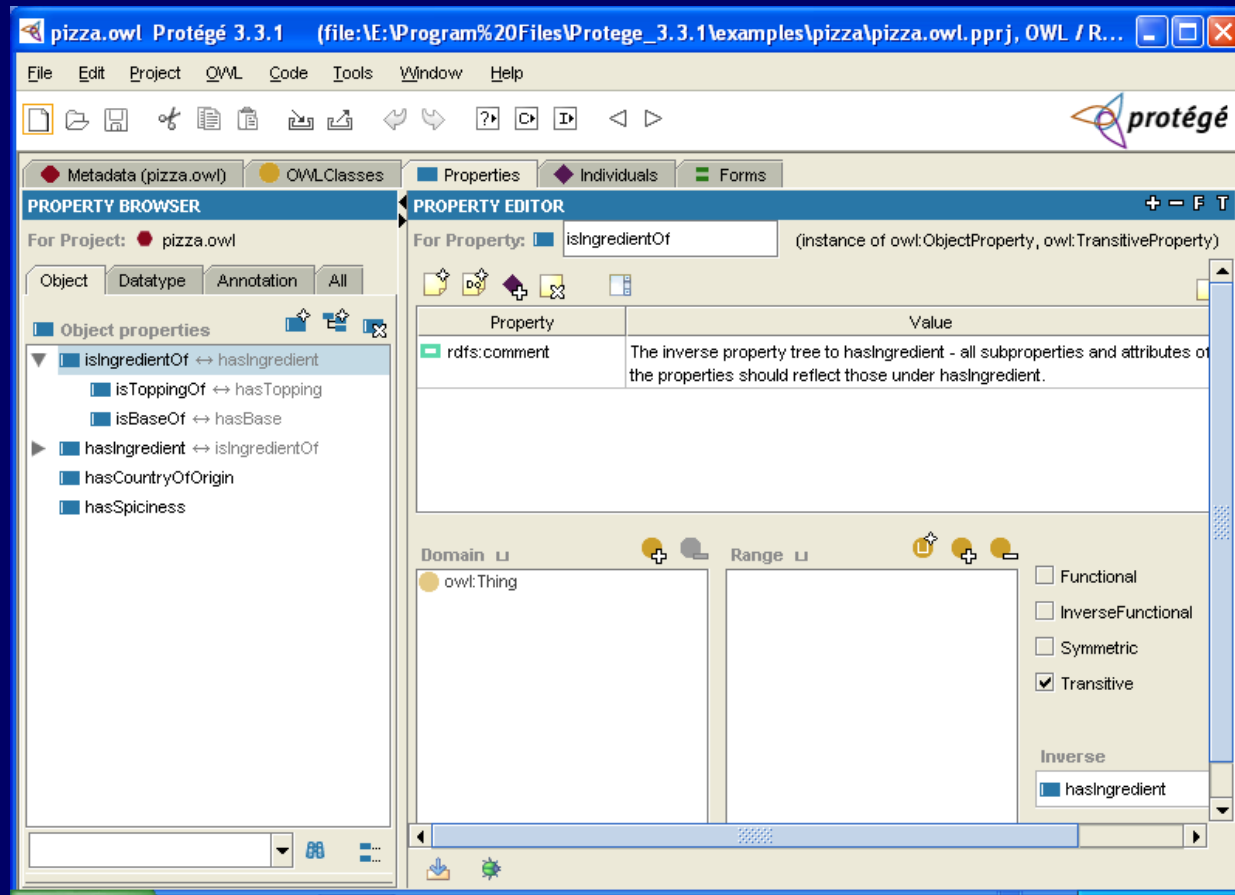 pizza.owl Protégé 3.3.1 (file:\E:\Program%20Files\Protege_3.3.1\examples\pizza\pizza.owl.pprj, OWL / R...
File Edit Project OWL Code Tools Window Help
protégé
Metadata (pizza.owl) OWLClasses Properties Individuals Forms
PROPERTY BROWSER
For Project: pizza.owl
Object Datatype Annotation All
Object properties
isIngredientOf ↔ hasIngredient
isToppingOf ↔ hasTopping
isBaseOf ↔ hasBase
hasIngredient ↔ isIngredientOf
hasCountryOfOrigin
hasSpiciness
PROPERTY EDITOR
+ − F T
For Property: isIngredientOf (instance of owl:ObjectProperty, owl:TransitiveProperty)
Property Value
rdfs:comment The inverse property tree to hasIngredient - all subproperties and attributes of
the properties should reflect those under hasIngredient.
Domain ⊔ Range ⊔
owl:Thing
Functional
InverseFunctional
Symmetric
Transitive
Inverse
hasIngredient